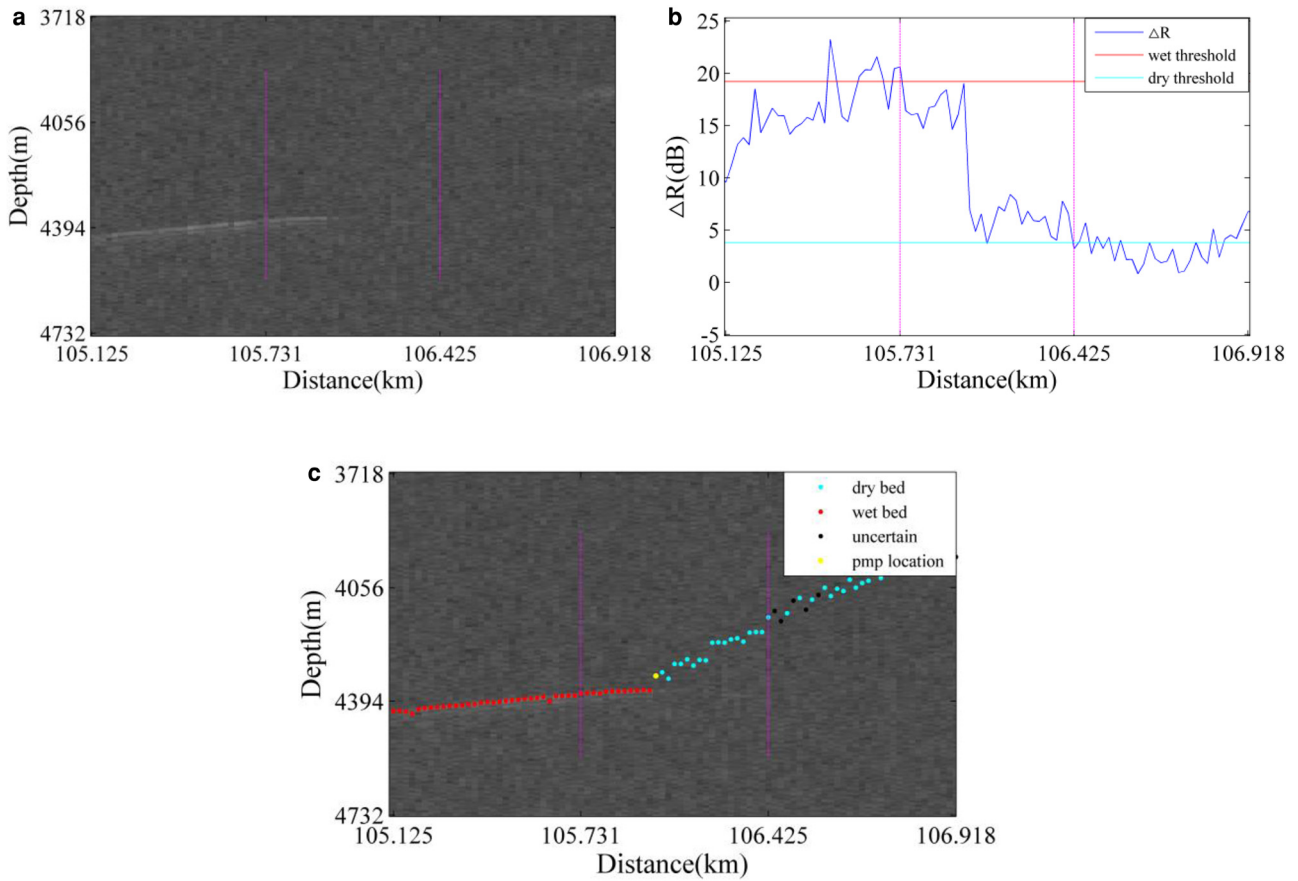 a
3718
4056
4394
4732
Depth(m)
105.125 105.731 106.425 106.918
Distance(km)
b
25
20
15
10
5
0
-5
△R(dB)
△R
wet threshold
dry threshold
105.125 105.731 106.425 106.918
Distance(km)
c
3718
4056
4394
4732
Depth(m)
dry bed
wet bed
uncertain
pmp location
105.125 105.731 106.425 106.918
Distance(km)